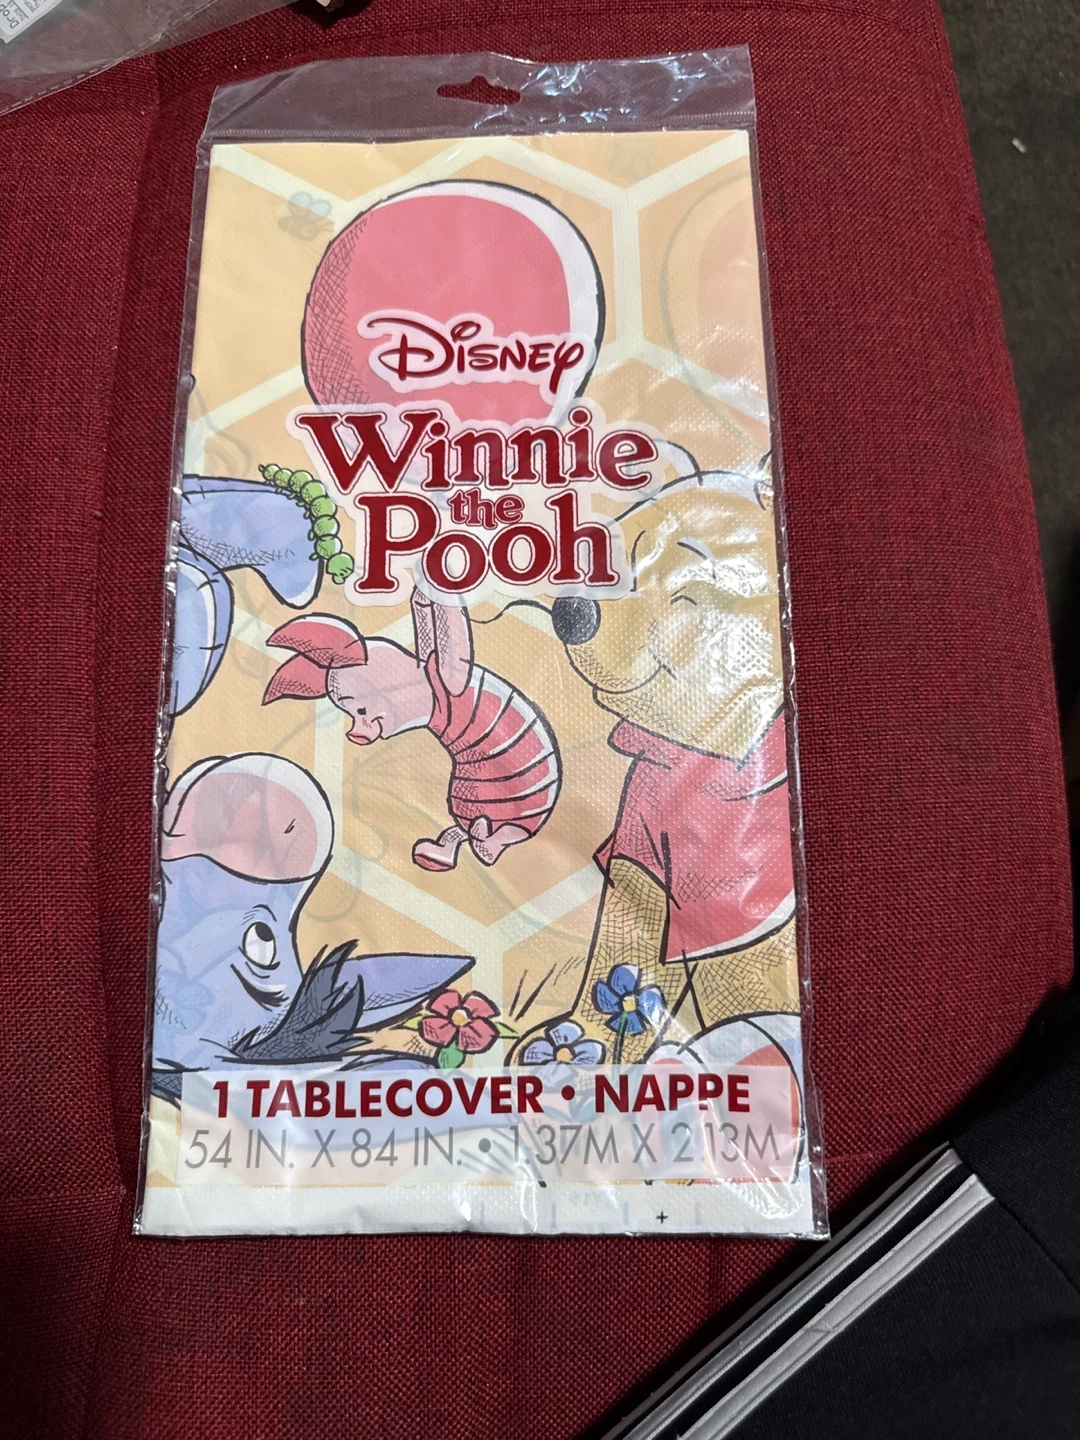 Disney
Winnie
the
Pooh
1 TABLECOVER • NAPPE
54 IN. X 84 IN. • 1.37M X 2.13M